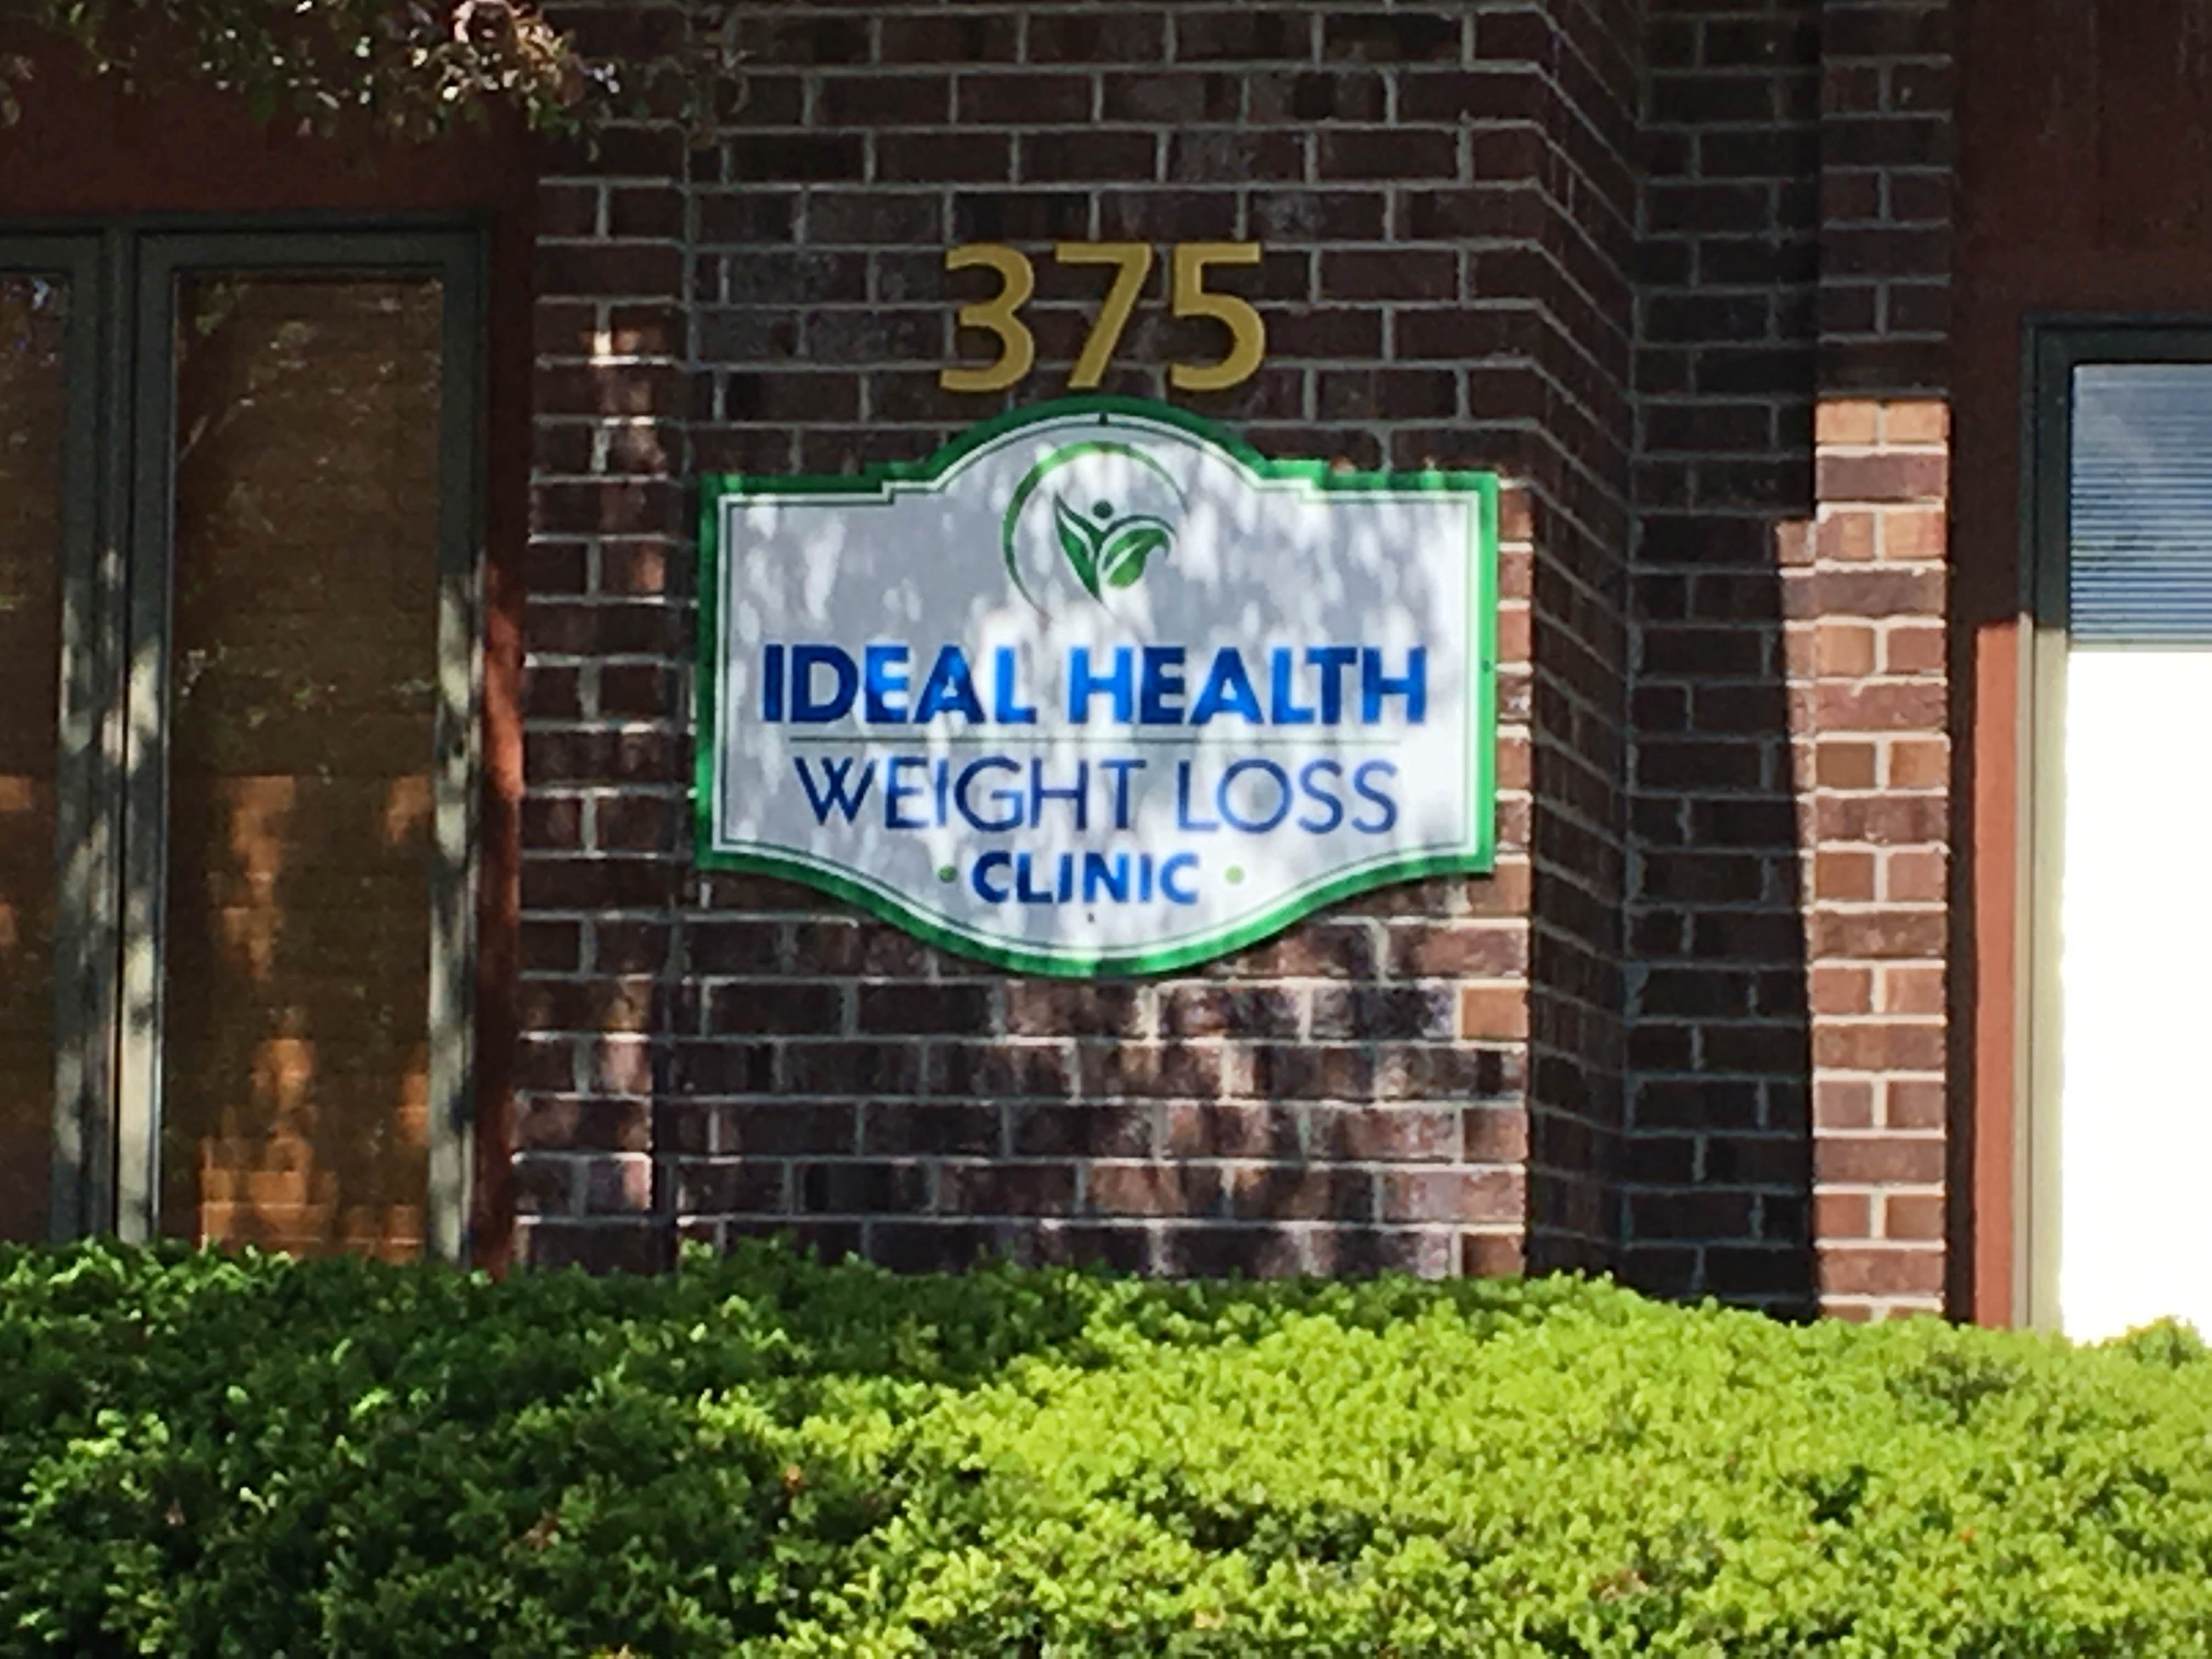 375
IDEAL HEALTH
WEIGHT LOSS
• CLINIC •